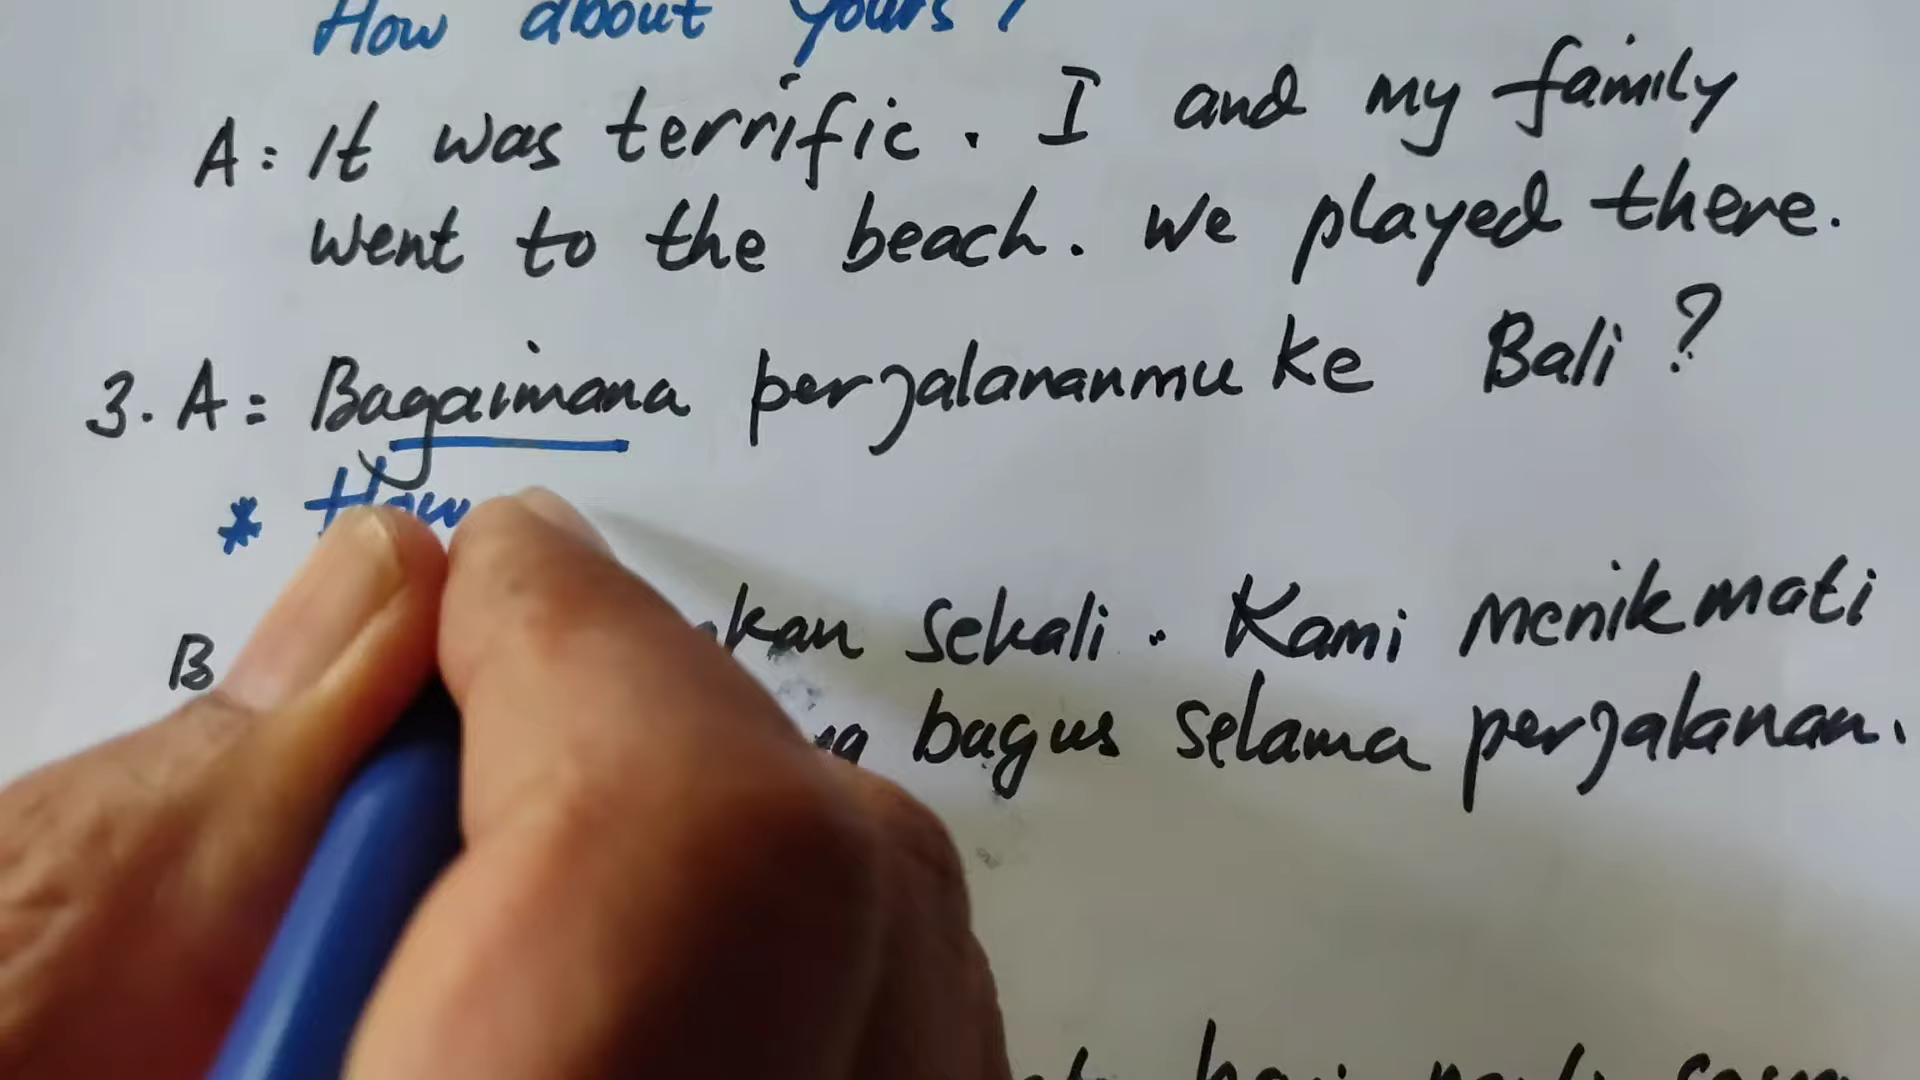 How about yours?
A: It was terrific. I and my family
went to the beach. We played there.
3. A: Bagaimana perjalananmu ke Bali?
* How
B sekali. Kami menikmati
bagus selama perjalanan.
hari